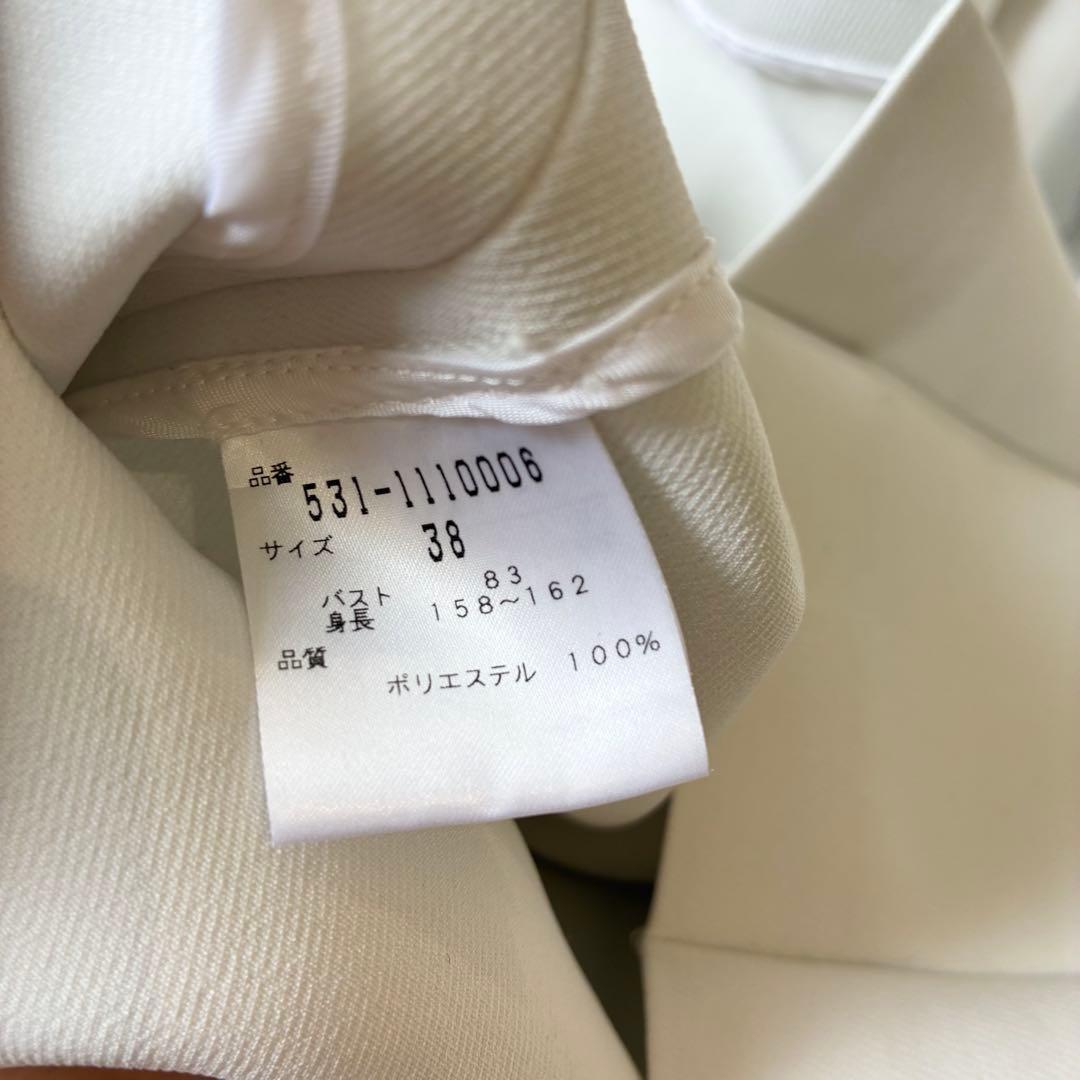 品番 531-1110006
サイズ 38
バスト 83
身長 158~162
品質
ポリエステル 100%